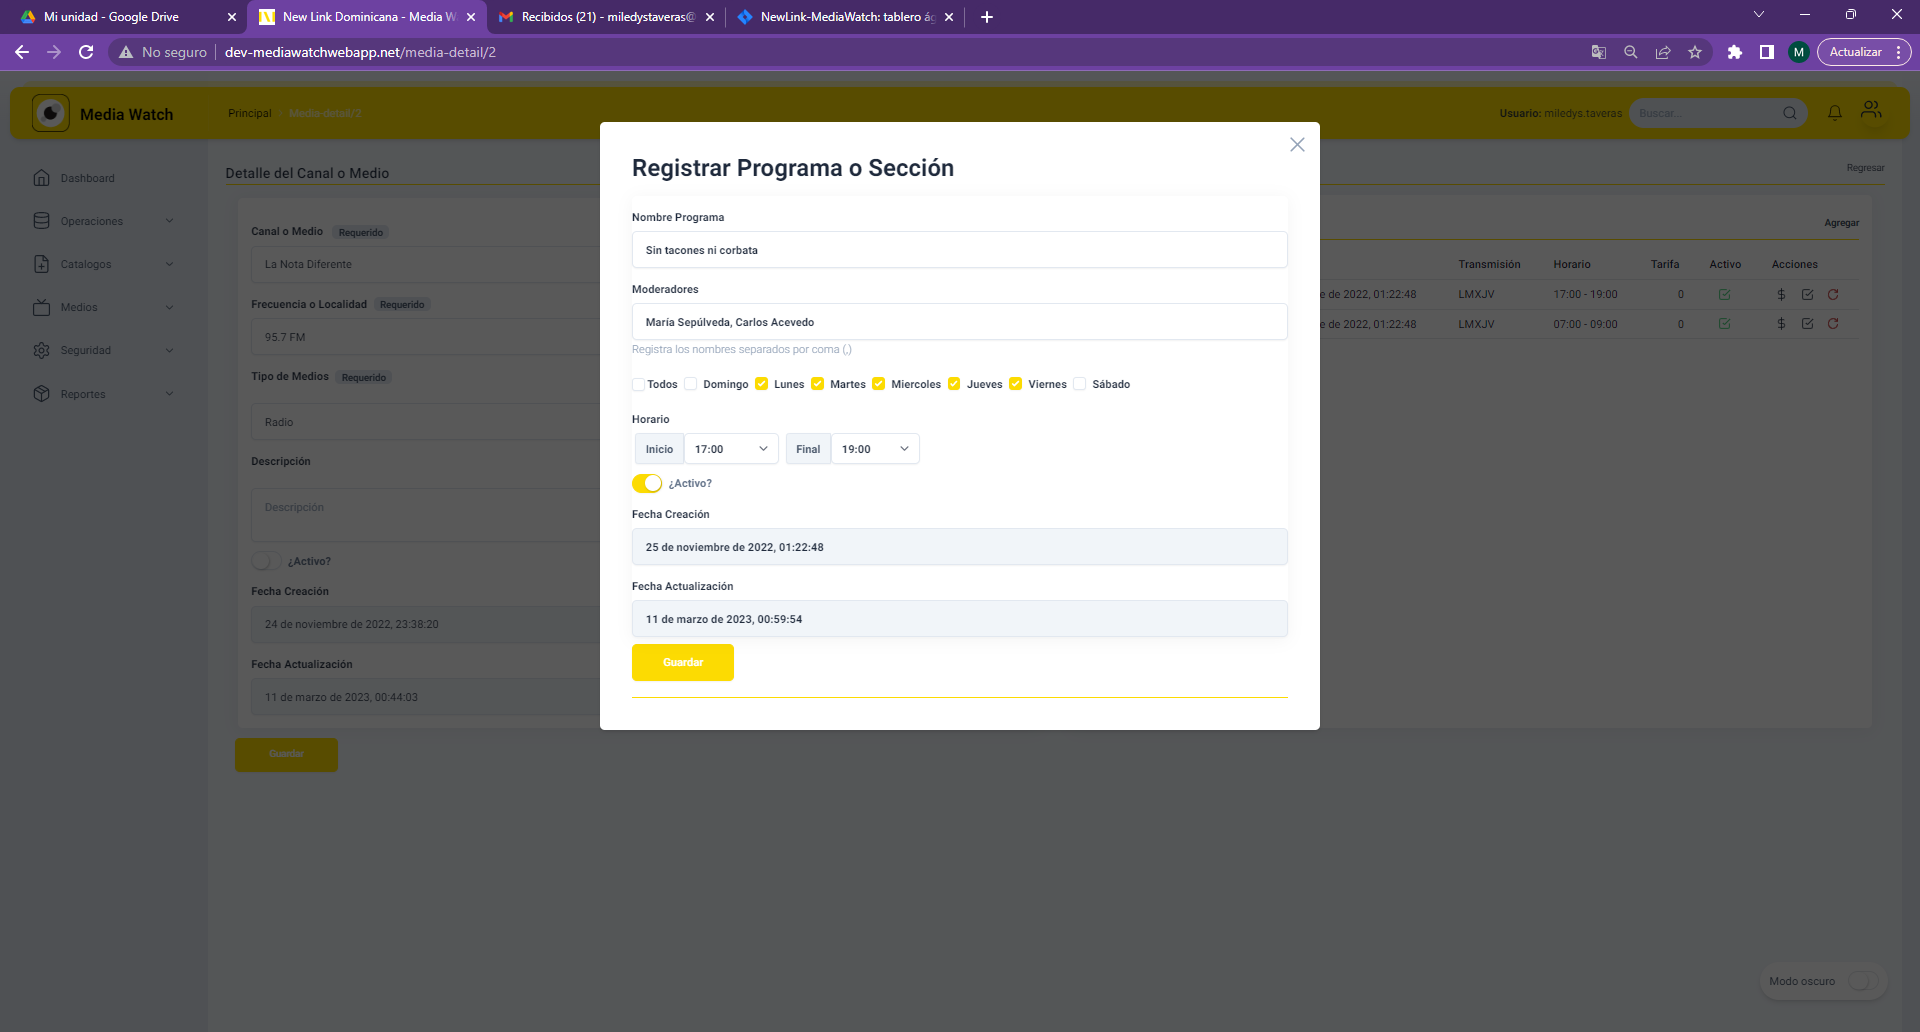 Mi unidad - Google Drive
New Link Dominicana - Media W
Recibidos (21) - miledystaveras@
NewLink-MediaWatch: tablero ág
No seguro
dev-mediawatchwebapp.net/media-detail/2
M
Actualizar
Media Watch
Principal
Media-detail/2
Usuario: miledys.taveras
Buscar...
Dashboard
Operaciones
Catalogos
Medios
Seguridad
Reportes
Detalle del Canal o Medio
Regresar
Canal o Medio Requerido
La Nota Diferente
Frecuencia o Localidad Requerido
95.7 FM
Tipo de Medios Requerido
Radio
Descripción
Descripción
¿Activo?
Fecha Creación
24 de noviembre de 2022, 23:38:20
Fecha Actualización
11 de marzo de 2023, 00:44:03
Guardar
Registrar Programa o Sección
Nombre Programa
Sin tacones ni corbata
Moderadores
María Sepúlveda, Carlos Acevedo
Registra los nombres separados por coma (,)
Todos Domingo Lunes Martes Miercoles Jueves Viernes Sábado
Horario
Inicio 17:00 Final 19:00
¿Activo?
Fecha Creación
25 de noviembre de 2022, 01:22:48
Fecha Actualización
11 de marzo de 2023, 00:59:54
Guardar
Agregar
Transmisión Horario Tarifa Activo Acciones
e de 2022, 01:22:48 LMXJV 17:00 - 19:00 0 $
e de 2022, 01:22:48 LMXJV 07:00 - 09:00 0 $
Modo oscuro